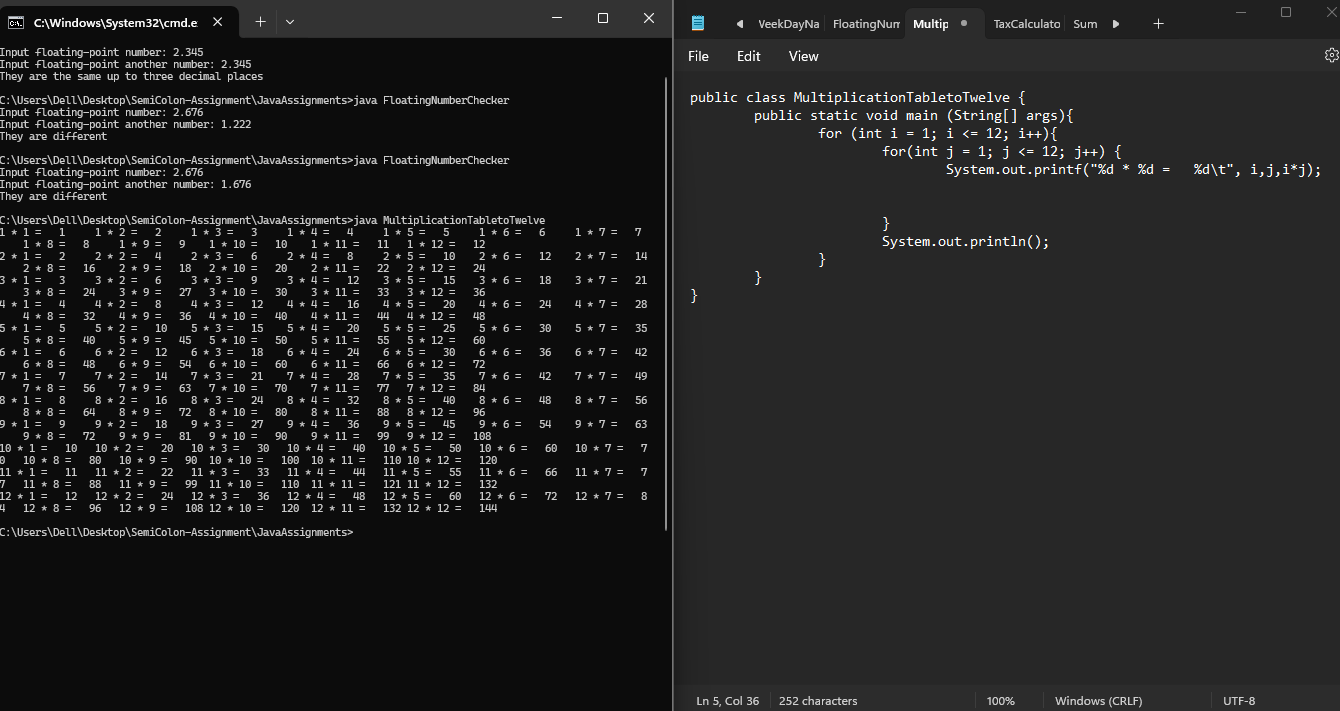 C:\Windows\System32\cmd.e
Input floating-point number: 2.345
Input floating-point another number: 2.345
They are the same up to three decimal places
C:\Users\Dell\Desktop\SemiColon-Assignment\JavaAssignments>java FloatingNumberChecker
Input floating-point number: 2.676
Input floating-point another number: 1.222
They are different
C:\Users\Dell\Desktop\SemiColon-Assignment\JavaAssignments>java FloatingNumberChecker
Input floating-point number: 2.676
Input floating-point another number: 1.676
They are different
C:\Users\Dell\Desktop\SemiColon-Assignment\JavaAssignments>java MultiplicationTabletoTwelve
1 * 1 = 1 1 * 2 = 2 1 * 3 = 3 1 * 4 = 4 1 * 5 = 5 1 * 6 = 6 1 * 7 = 7
1 * 8 = 8 1 * 9 = 9 1 * 10 = 10 1 * 11 = 11 1 * 12 = 12
2 * 1 = 2 2 * 2 = 4 2 * 3 = 6 2 * 4 = 8 2 * 5 = 10 2 * 6 = 12 2 * 7 = 14
2 * 8 = 16 2 * 9 = 18 2 * 10 = 20 2 * 11 = 22 2 * 12 = 24
3 * 1 = 3 3 * 2 = 6 3 * 3 = 9 3 * 4 = 12 3 * 5 = 15 3 * 6 = 18 3 * 7 = 21
3 * 8 = 24 3 * 9 = 27 3 * 10 = 30 3 * 11 = 33 3 * 12 = 36
4 * 1 = 4 4 * 2 = 8 4 * 3 = 12 4 * 4 = 16 4 * 5 = 20 4 * 6 = 24 4 * 7 = 28
4 * 8 = 32 4 * 9 = 36 4 * 10 = 40 4 * 11 = 44 4 * 12 = 48
5 * 1 = 5 5 * 2 = 10 5 * 3 = 15 5 * 4 = 20 5 * 5 = 25 5 * 6 = 30 5 * 7 = 35
5 * 8 = 40 5 * 9 = 45 5 * 10 = 50 5 * 11 = 55 5 * 12 = 60
6 * 1 = 6 6 * 2 = 12 6 * 3 = 18 6 * 4 = 24 6 * 5 = 30 6 * 6 = 36 6 * 7 = 42
6 * 8 = 48 6 * 9 = 54 6 * 10 = 60 6 * 11 = 66 6 * 12 = 72
7 * 1 = 7 7 * 2 = 14 7 * 3 = 21 7 * 4 = 28 7 * 5 = 35 7 * 6 = 42 7 * 7 = 49
7 * 8 = 56 7 * 9 = 63 7 * 10 = 70 7 * 11 = 77 7 * 12 = 84
8 * 1 = 8 8 * 2 = 16 8 * 3 = 24 8 * 4 = 32 8 * 5 = 40 8 * 6 = 48 8 * 7 = 56
8 * 8 = 64 8 * 9 = 72 8 * 10 = 80 8 * 11 = 88 8 * 12 = 96
9 * 1 = 9 9 * 2 = 18 9 * 3 = 27 9 * 4 = 36 9 * 5 = 45 9 * 6 = 54 9 * 7 = 63
9 * 8 = 72 9 * 9 = 81 9 * 10 = 90 9 * 11 = 99 9 * 12 = 108
10 * 1 = 10 10 * 2 = 20 10 * 3 = 30 10 * 4 = 40 10 * 5 = 50 10 * 6 = 60 10 * 7 = 7
0 10 * 8 = 80 10 * 9 = 90 10 * 10 = 100 10 * 11 = 110 10 * 12 = 120
11 * 1 = 11 11 * 2 = 22 11 * 3 = 33 11 * 4 = 44 11 * 5 = 55 11 * 6 = 66 11 * 7 = 7
7 11 * 8 = 88 11 * 9 = 99 11 * 10 = 110 11 * 11 = 121 11 * 12 = 132
12 * 1 = 12 12 * 2 = 24 12 * 3 = 36 12 * 4 = 48 12 * 5 = 60 12 * 6 = 72 12 * 7 = 8
4 12 * 8 = 96 12 * 9 = 108 12 * 10 = 120 12 * 11 = 132 12 * 12 = 144
C:\Users\Dell\Desktop\SemiColon-Assignment\JavaAssignments>
VeekDayNa FloatingNum Multip TaxCalculato Sum
File Edit View
public class MultiplicationTabletoTwelve {
public static void main (String[] args){
for (int i = 1; i <= 12; i++){
for(int j = 1; j <= 12; j++) {
System.out.printf("%d * %d =   %d\t", i,j,i*j);
}
System.out.println();
}
}
}
Ln 5, Col 36 252 characters 100% Windows (CRLF) UTF-8